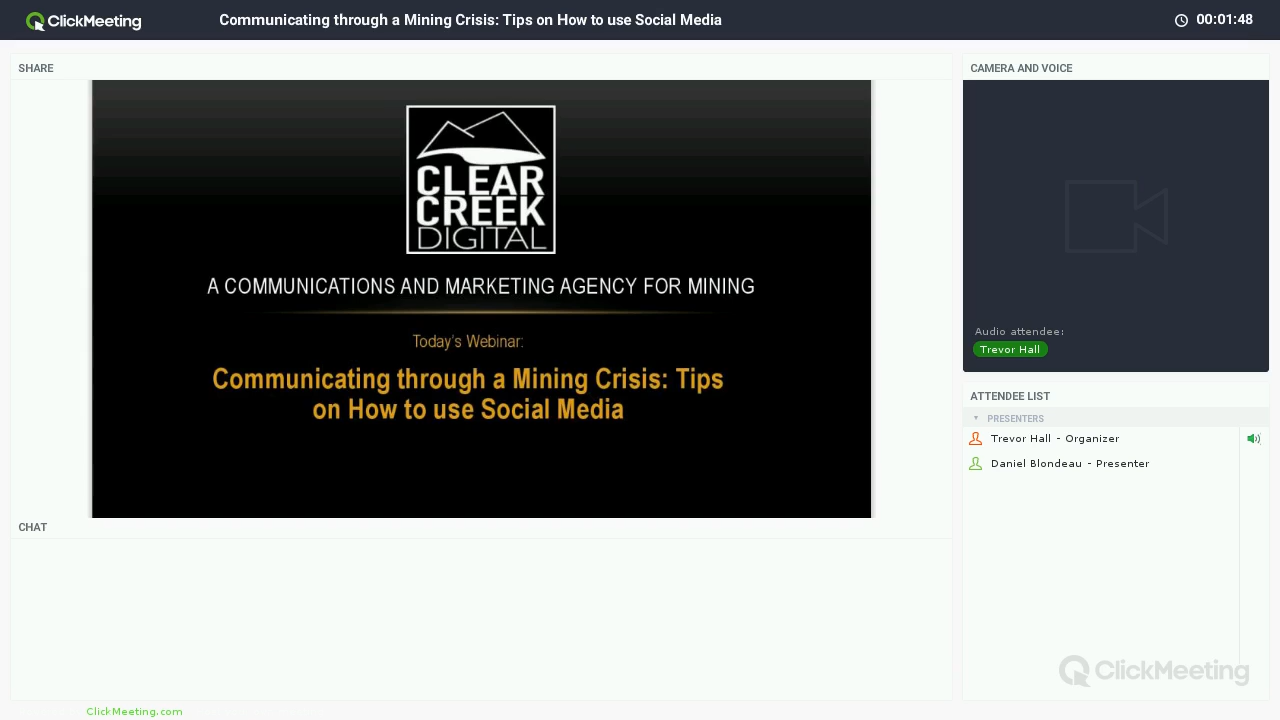 ClickMeeting
Communicating through a Mining Crisis: Tips on How to use Social Media
00:01:48
SHARE
CLEAR
CREEK
DIGITAL
A COMMUNICATIONS AND MARKETING AGENCY FOR MINING
Today's Webinar:
Communicating through a Mining Crisis: Tips
on How to use Social Media
CHAT
CAMERA AND VOICE
Audio attendee:
Trevor Hall
ATTENDEE LIST
PRESENTERS
Trevor Hall - Organizer
Daniel Blondeau - Presenter
ClickMeeting
ClickMeeting.com